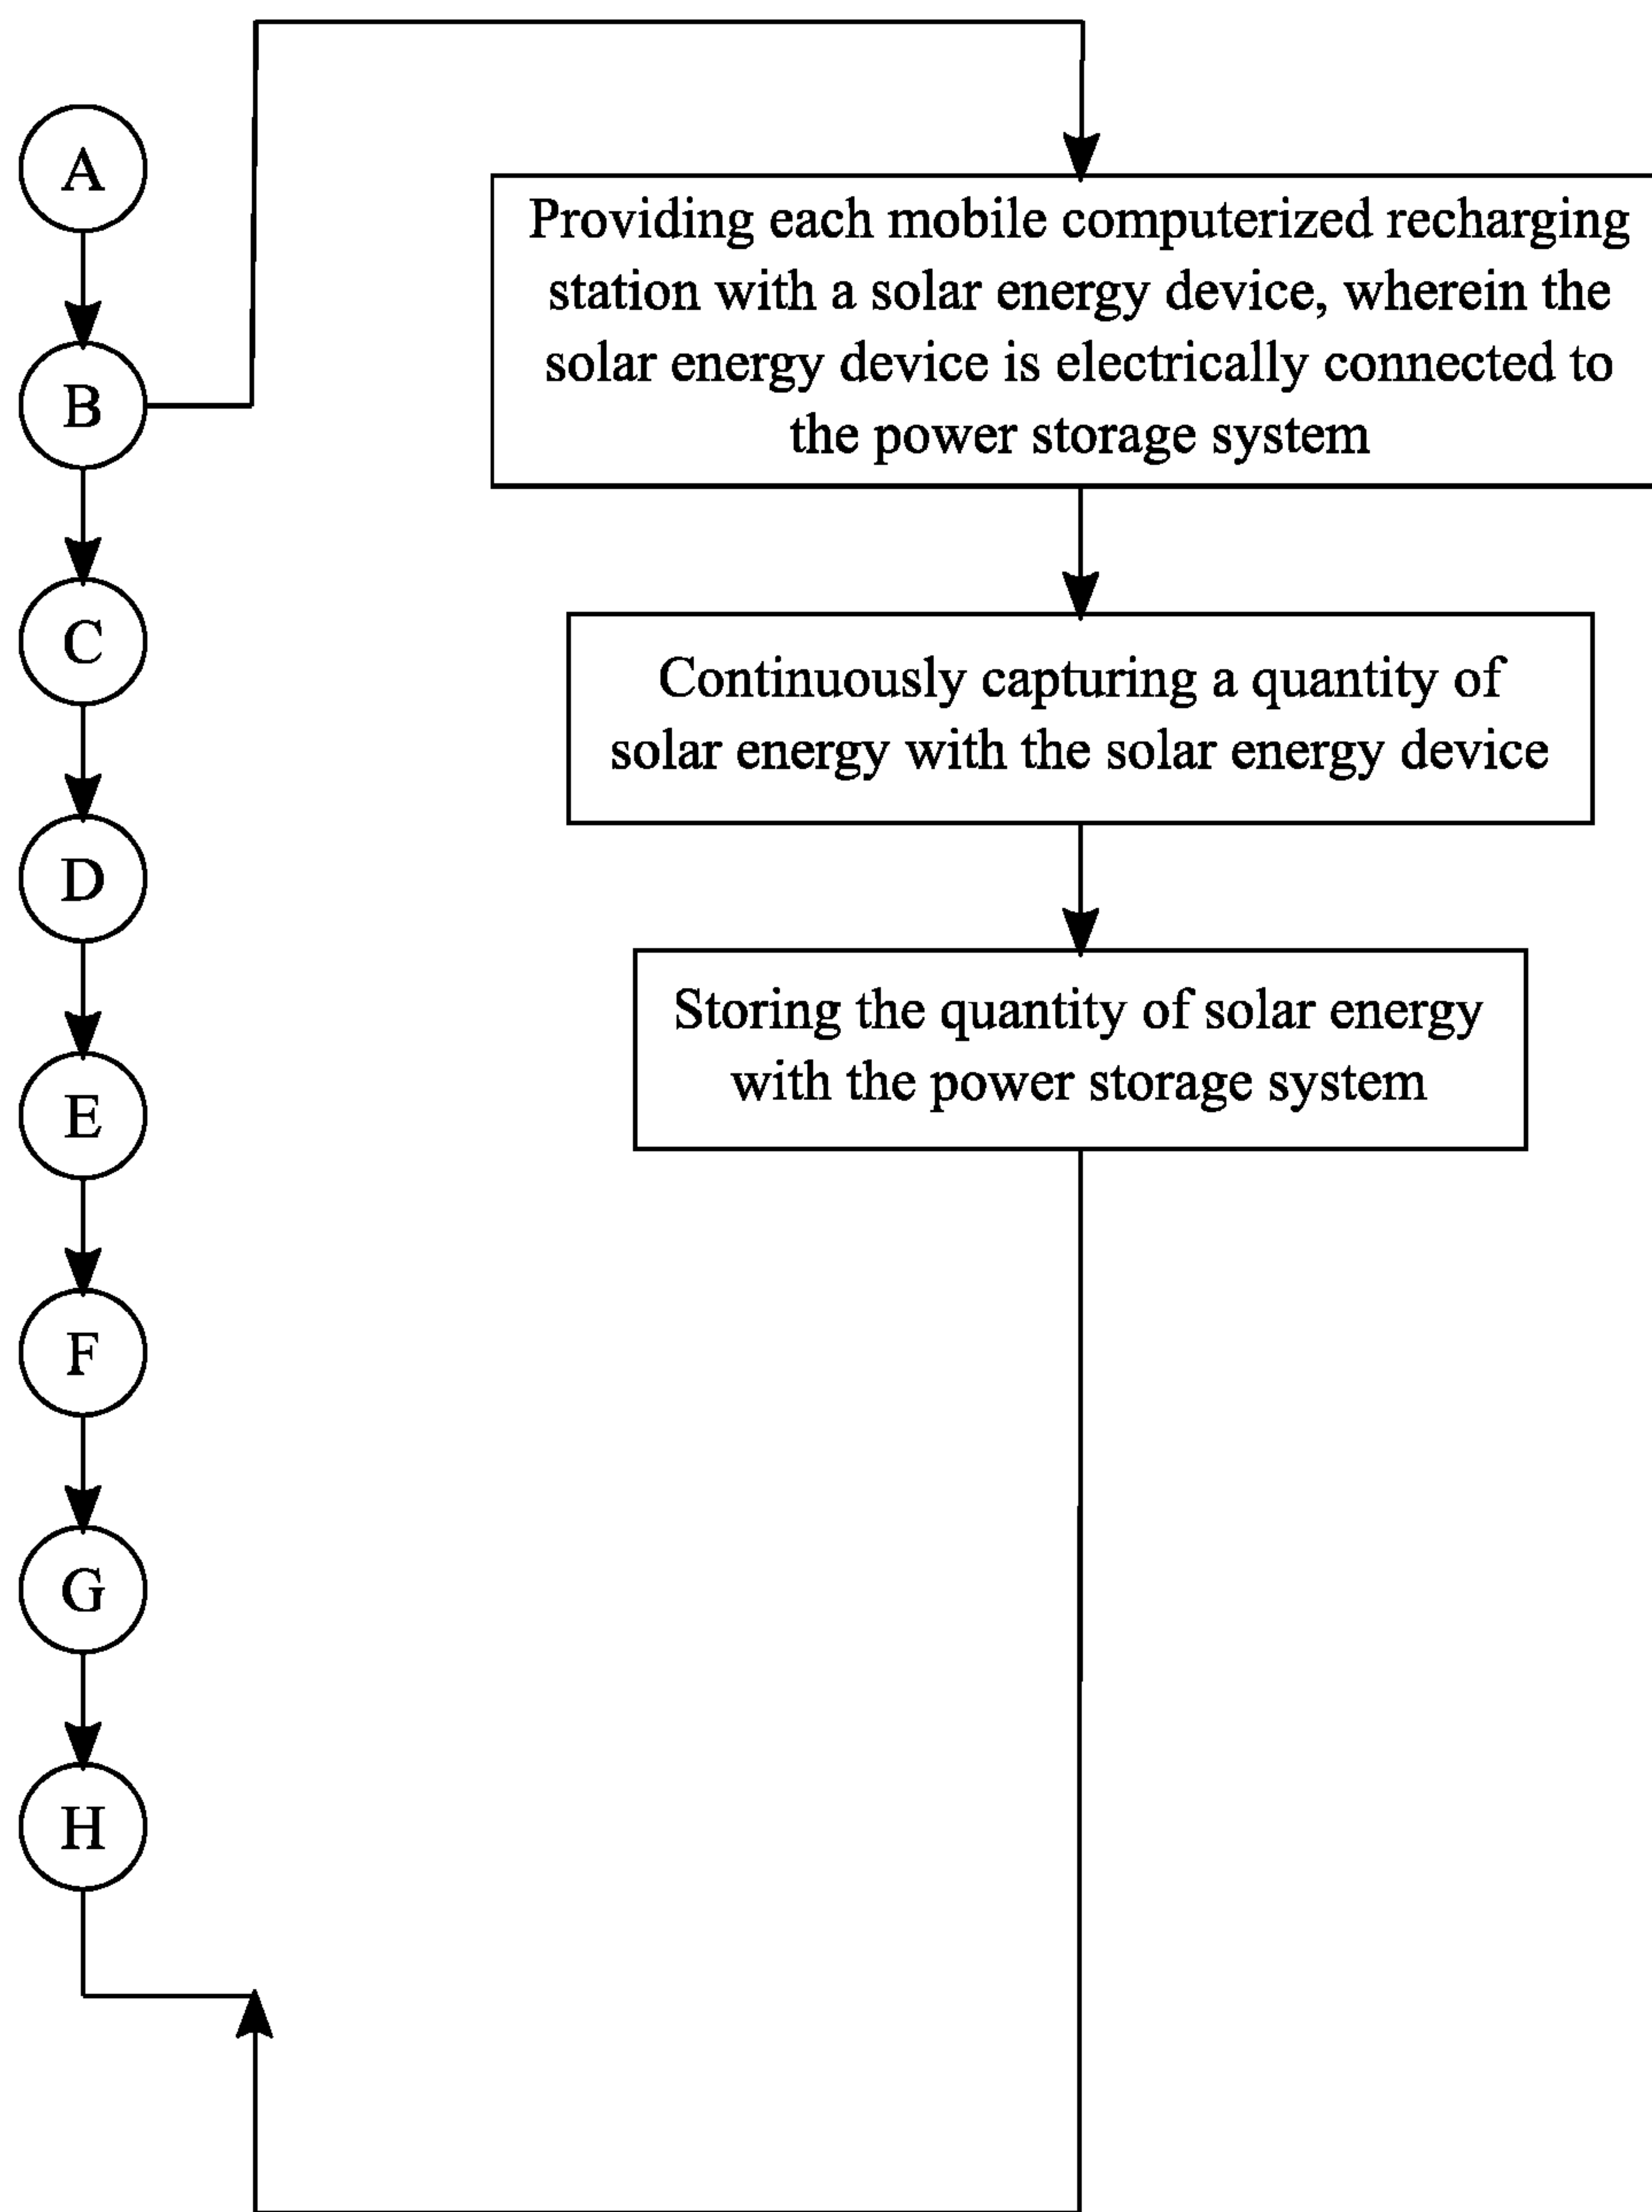 A
B
C
D
E
F
G
H
Providing each mobile computerized recharging
station with a solar energy device, wherein the
solar energy device is electrically connected to
the power storage system
Continuously capturing a quantity of
solar energy with the solar energy device
Storing the quantity of solar energy
with the power storage system